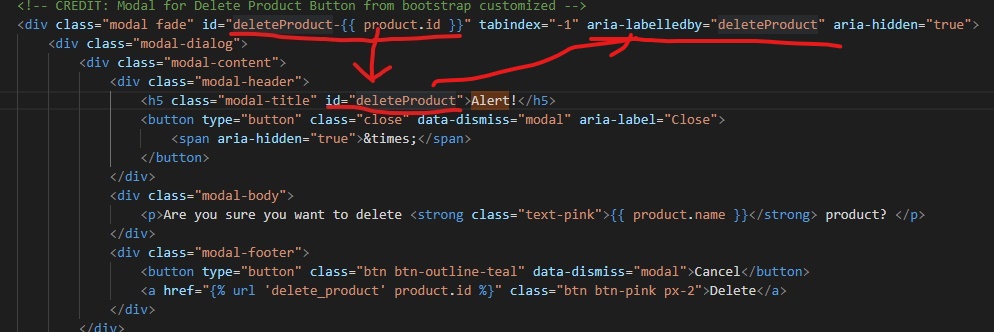 <!-- CREDIT: Modal for Delete Product Button from bootstrap customized -->
<div class="modal fade" id="deleteProduct-{{ product.id }}" tabindex="-1" aria-labelledby="deleteProduct" aria-hidden="true">
<div class="modal-dialog">
<div class="modal-content">
<div class="modal-header">
<h5 class="modal-title" id="deleteProduct">Alert!</h5>
<button type="button" class="close" data-dismiss="modal" aria-label="Close">
<span aria-hidden="true">&times;</span>
</button>
</div>
<div class="modal-body">
<p>Are you sure you want to delete <strong class="text-pink">{{ product.name }}</strong> product? </p>
</div>
<div class="modal-footer">
<button type="button" class="btn btn-outline-teal" data-dismiss="modal">Cancel</button>
<a href="{% url 'delete_product' product.id %}" class="btn btn-pink px-2">Delete</a>
</div>
</div>